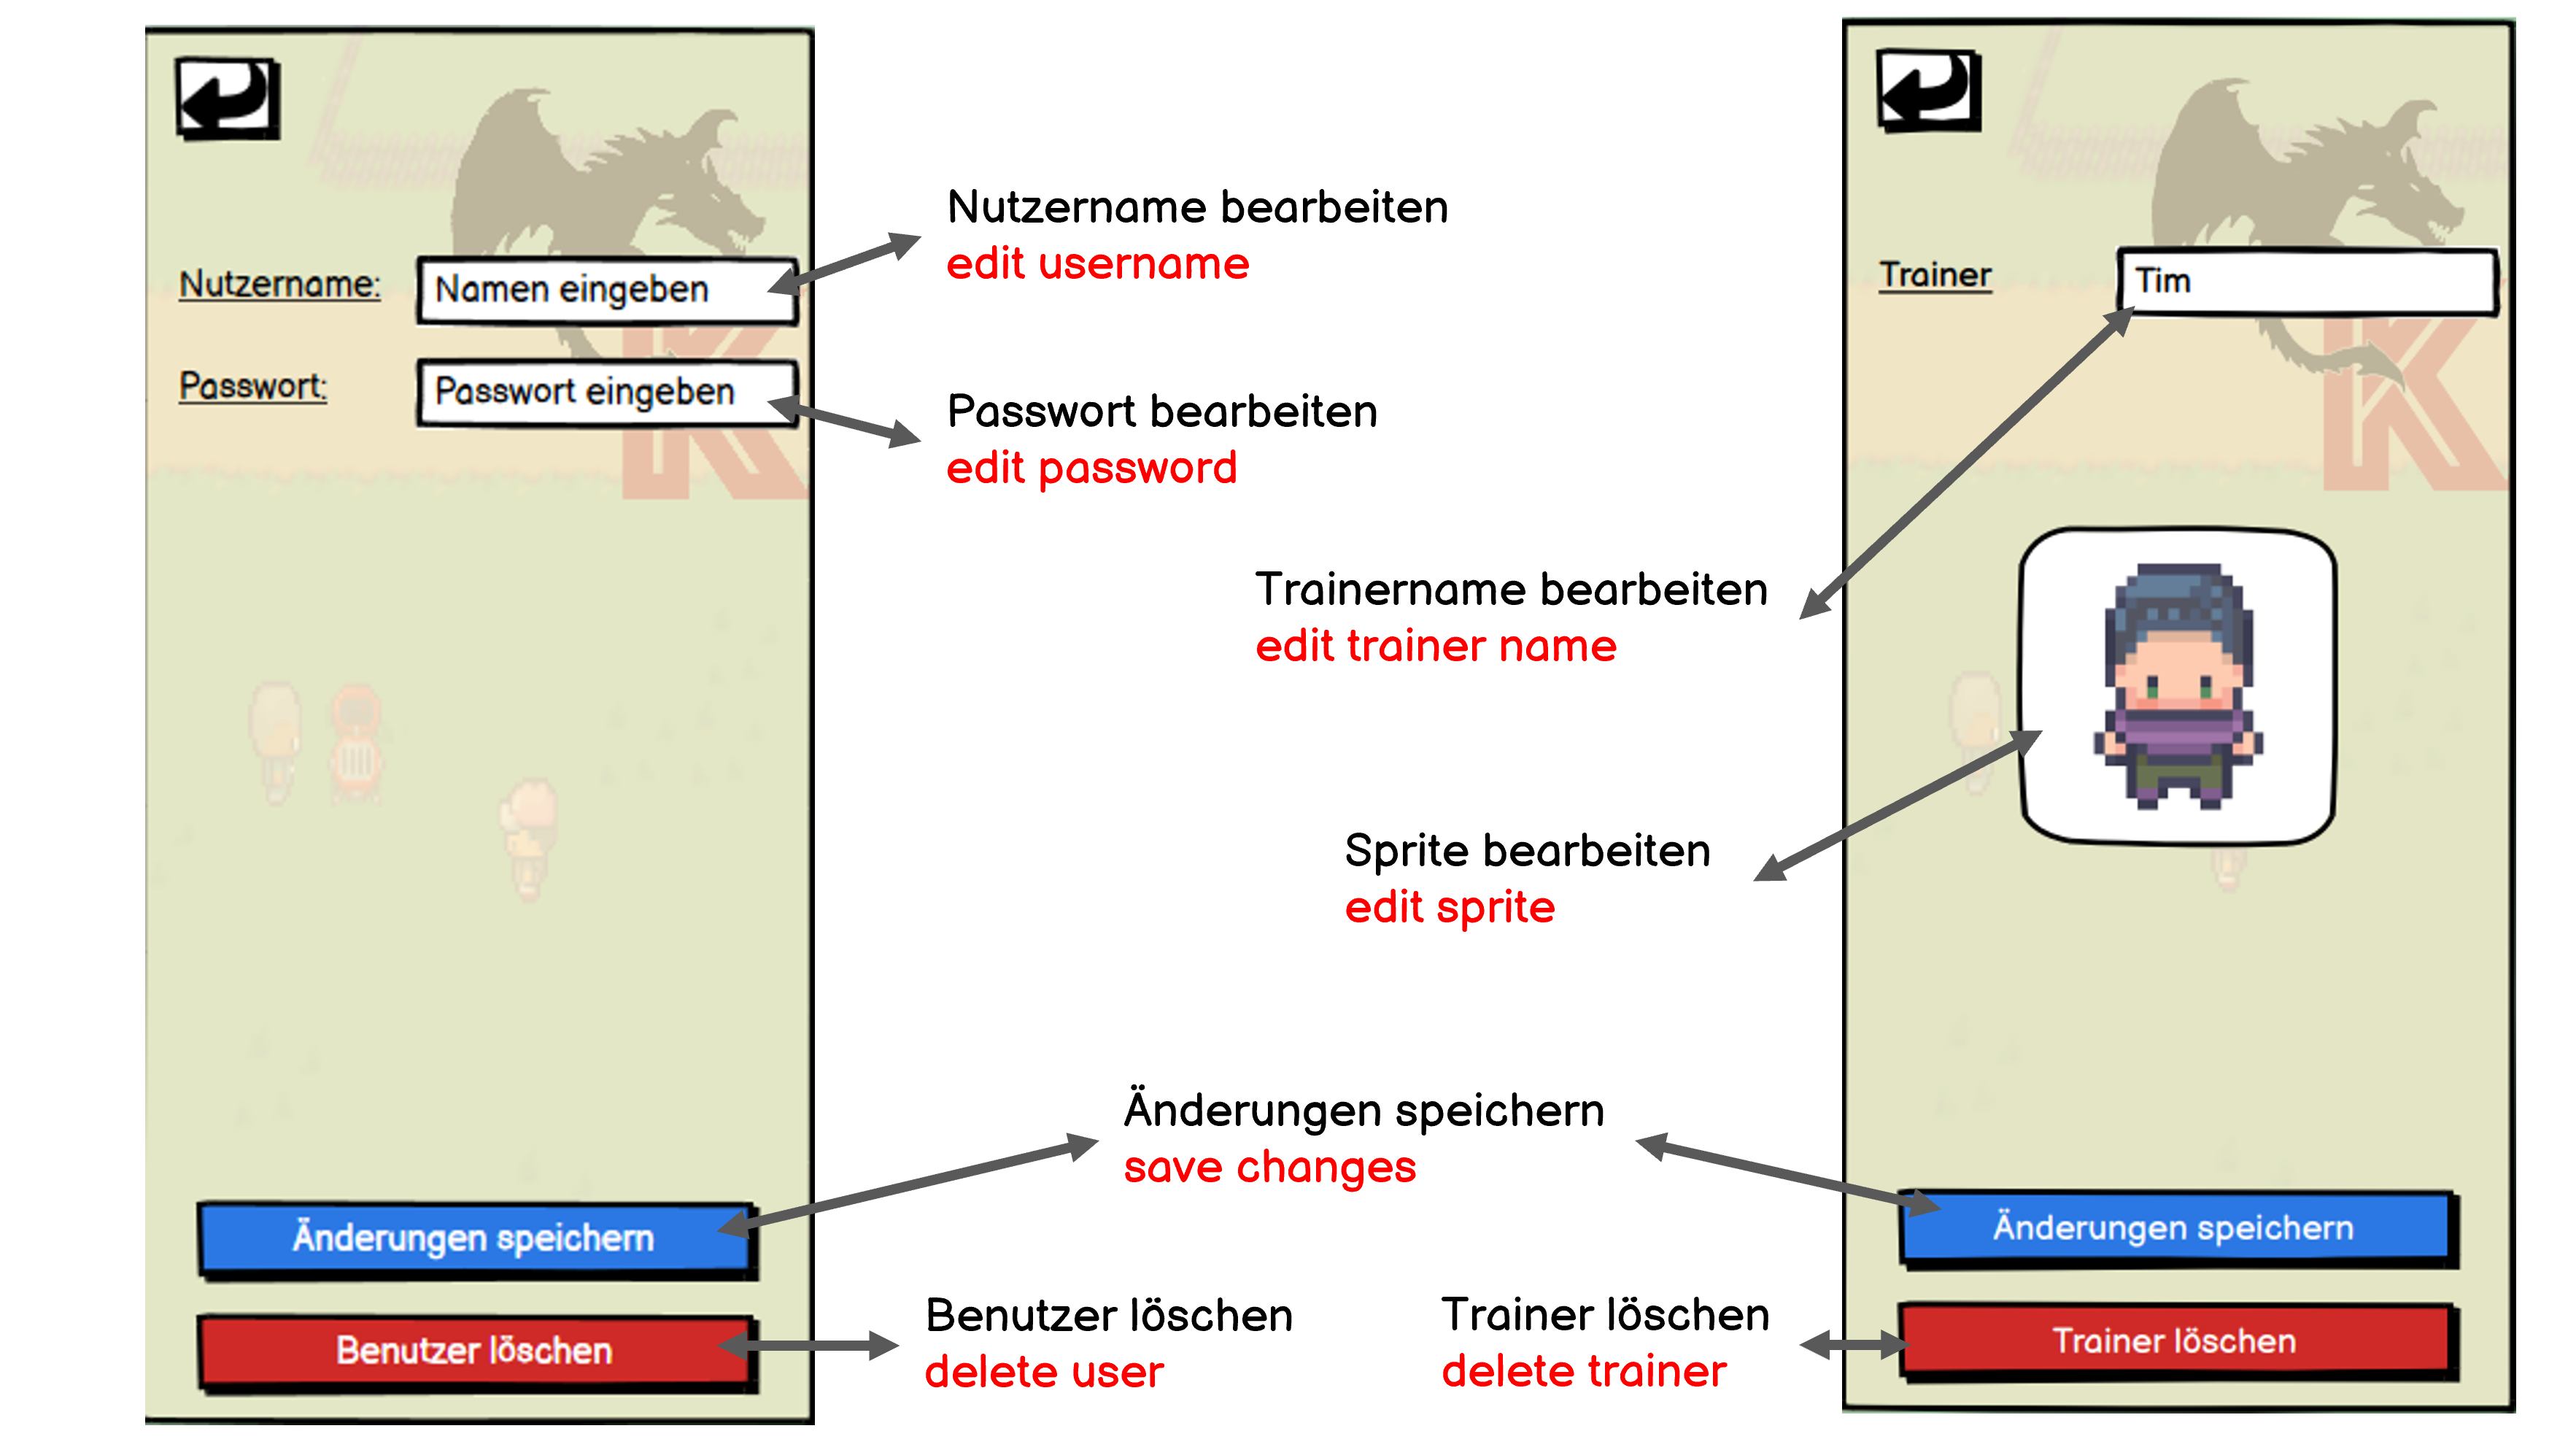 Nutzername:
Namen eingeben
Passwort:
Passwort eingeben
K
Änderungen speichern
Benutzer löschen
Nutzername bearbeiten
edit username
Passwort bearbeiten
edit password
Trainername bearbeiten
edit trainer name
Sprite bearbeiten
edit sprite
Änderungen speichern
save changes
Benutzer löschen
delete user
Trainer löschen
delete trainer
Trainer
Tim
K
Änderungen speichern
Trainer löschen